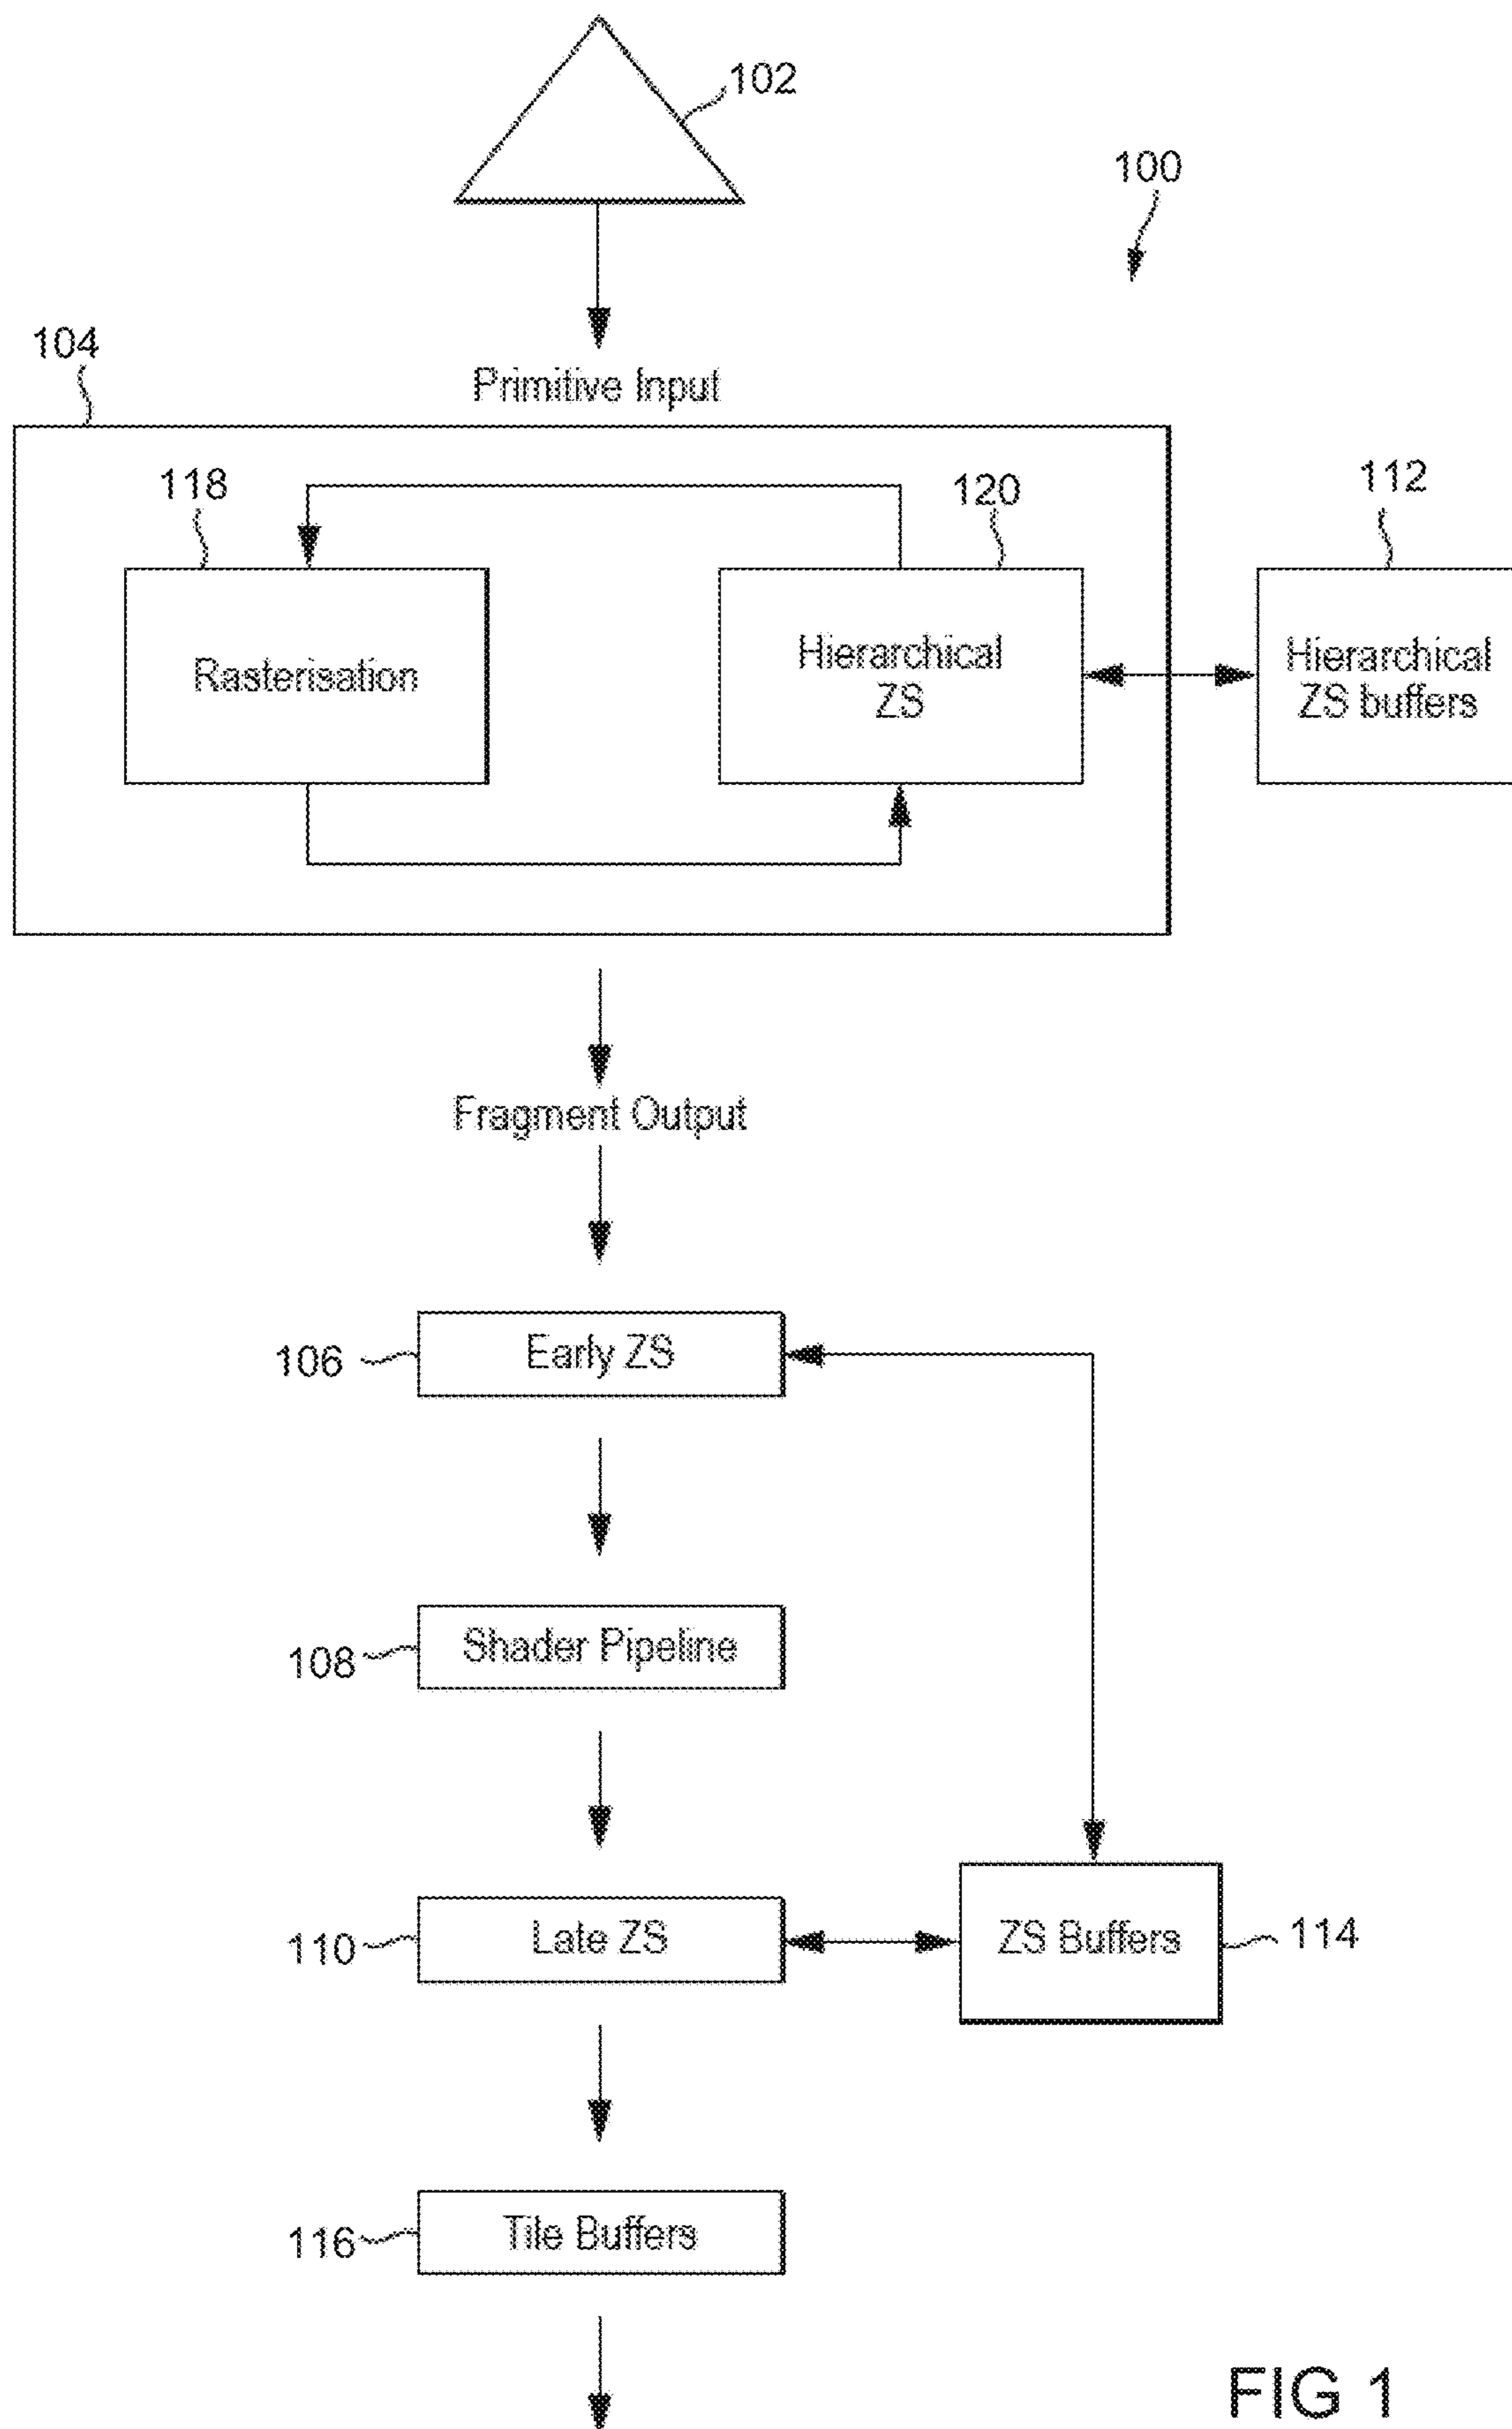 102
100
104
Primitive Input
118
120
112
Rasterisation
Hierarchical
ZS
Hierarchical
ZS buffers
Fragment Output
106
Early ZS
108
Shader Pipeline
110
Late ZS
ZS Buffers
114
116
Tile Buffers
FIG 1